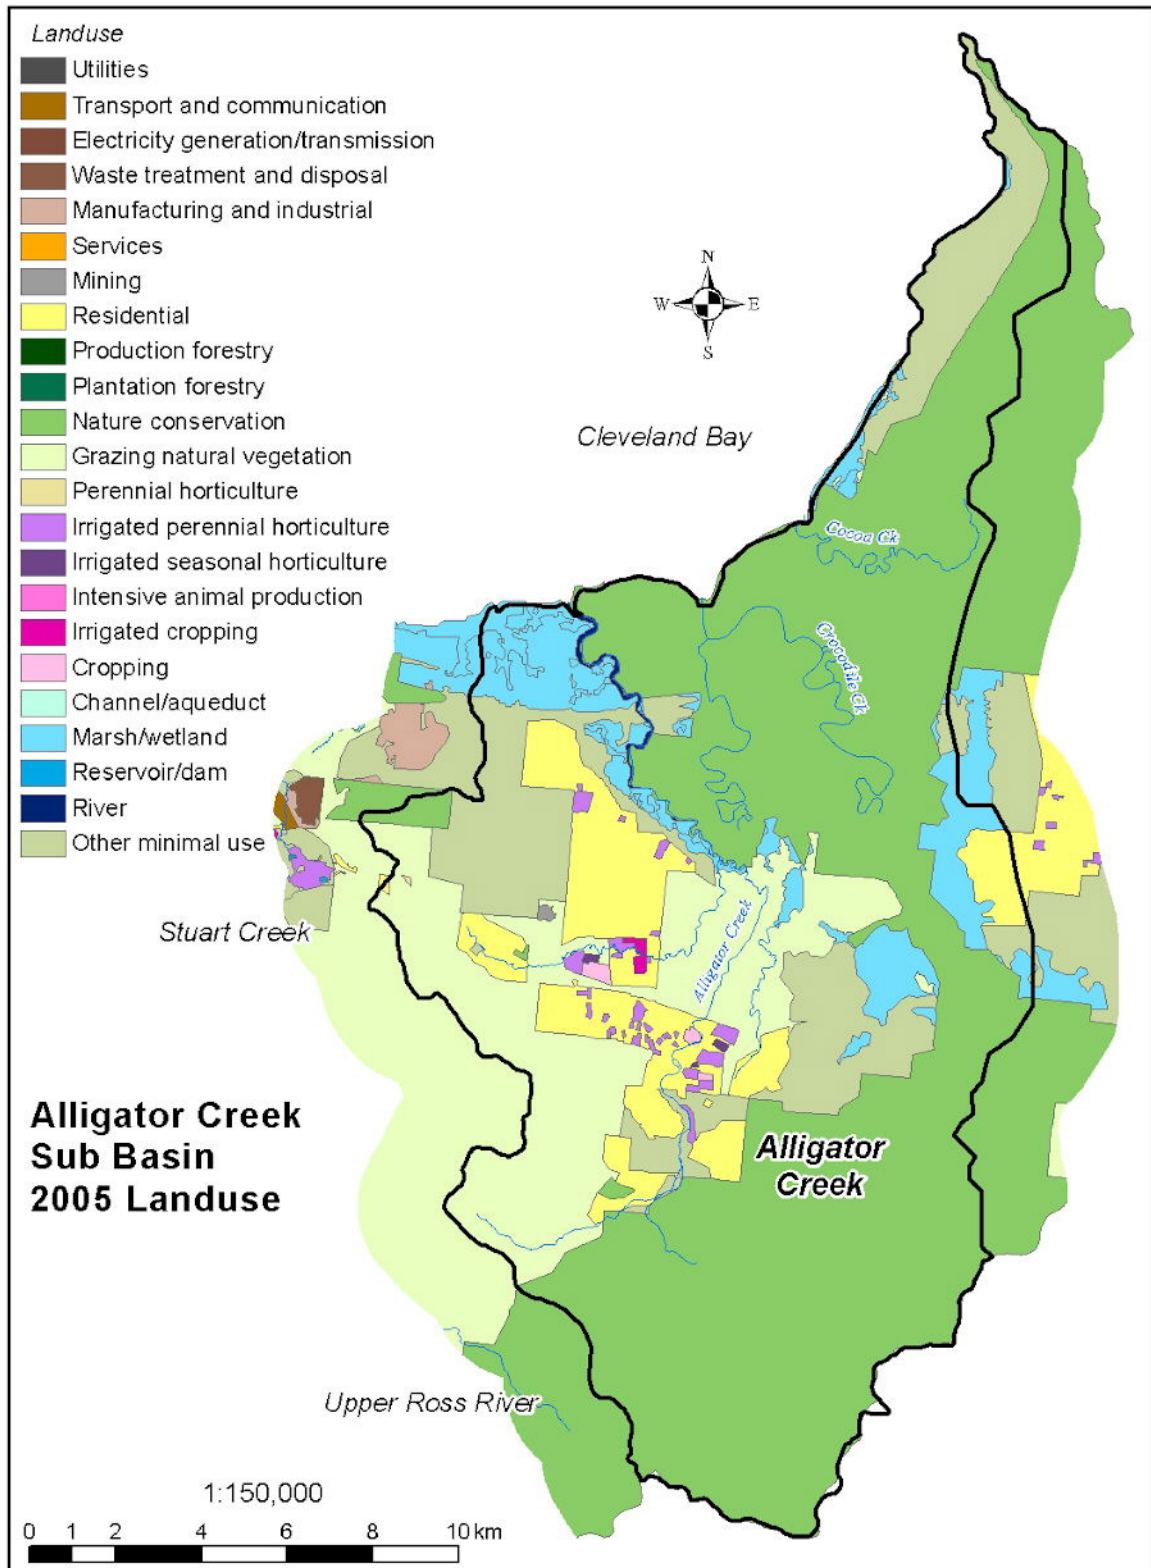 Landuse
Utilities
Transport and communication
Electricity generation/transmission
Waste treatment and disposal
Manufacturing and industrial
Services
Mining
Residential
Production forestry
Plantation forestry
Nature conservation
Grazing natural vegetation
Perennial horticulture
Irrigated perennial horticulture
Irrigated seasonal horticulture
Intensive animal production
Irrigated cropping
Cropping
Channel/aqueduct
Marsh/wetland
Reservoir/dam
River
Other minimal use
N
W E
S
Cleveland Bay
Cocoa Ck
Crocodile Ck
Stuart Creek
Alligator Creek
Alligator Creek
Sub Basin
2005 Landuse
Alligator
Creek
Upper Ross River
1:150,000
0 1 2 4 6 8 10 km